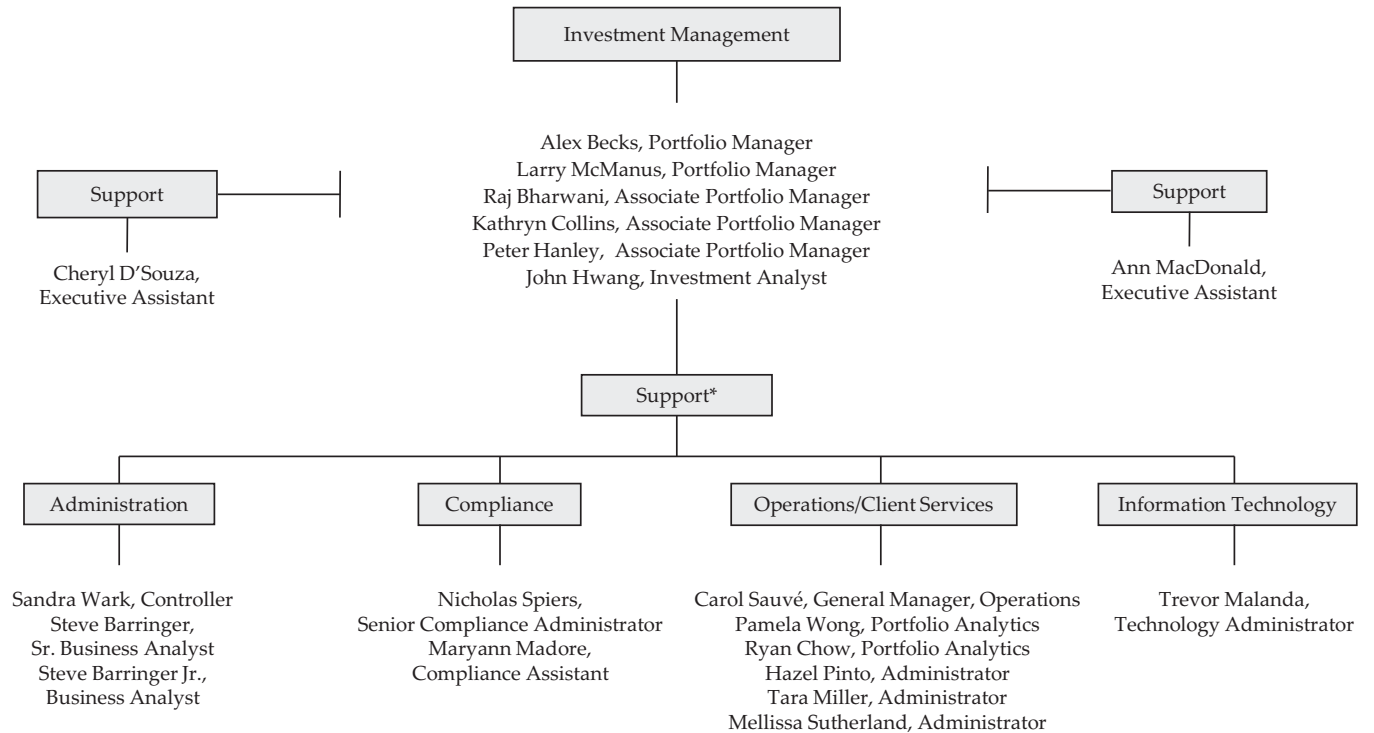 Investment Management
Alex Becks, Portfolio Manager
Larry McManus, Portfolio Manager
Raj Bharwani, Associate Portfolio Manager
Kathryn Collins, Associate Portfolio Manager
Peter Hanley,  Associate Portfolio Manager
John Hwang, Investment Analyst
Support
Cheryl D’Souza,
Executive Assistant
Support
Ann MacDonald,
Executive Assistant
Support*
Administration
Sandra Wark, Controller
Steve Barringer,
Sr. Business Analyst
Steve Barringer Jr.,
Business Analyst
Compliance
Nicholas Spiers,
Senior Compliance Administrator
Maryann Madore,
Compliance Assistant
Operations/Client Services
Carol Sauvé, General Manager, Operations
Pamela Wong, Portfolio Analytics
Ryan Chow, Portfolio Analytics
Hazel Pinto, Administrator
Tara Miller, Administrator
Mellissa Sutherland, Administrator
Information Technology
Trevor Malanda,
Technology Administrator